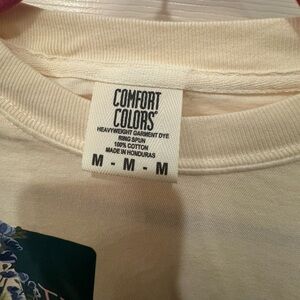 COMFORT
COLORS®
HEAVYWEIGHT GARMENT DYE
RING SPUN
100% COTTON
MADE IN HONDURAS
M - M - M